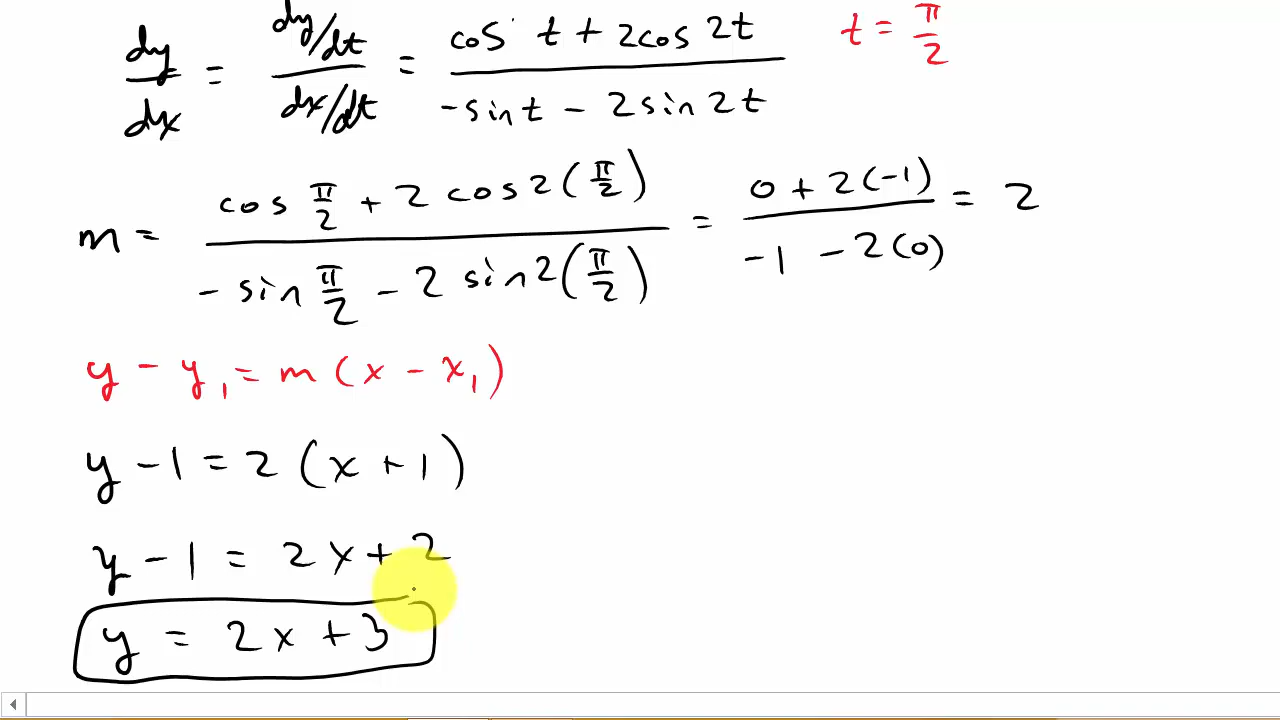 dy/dx = (dy/dt)/(dx/dt) = (cos t + 2cos 2t)/(-sin t - 2 sin 2t) t = π/2
m = (cos π/2 + 2 cos 2(π/2))/(-sin π/2 - 2 sin 2(π/2)) = (0 + 2(-1))/(-1 - 2(0)) = 2
y - y₁ = m(x - x₁)
y - 1 = 2(x + 1)
y - 1 = 2x + 2
y = 2x + 3